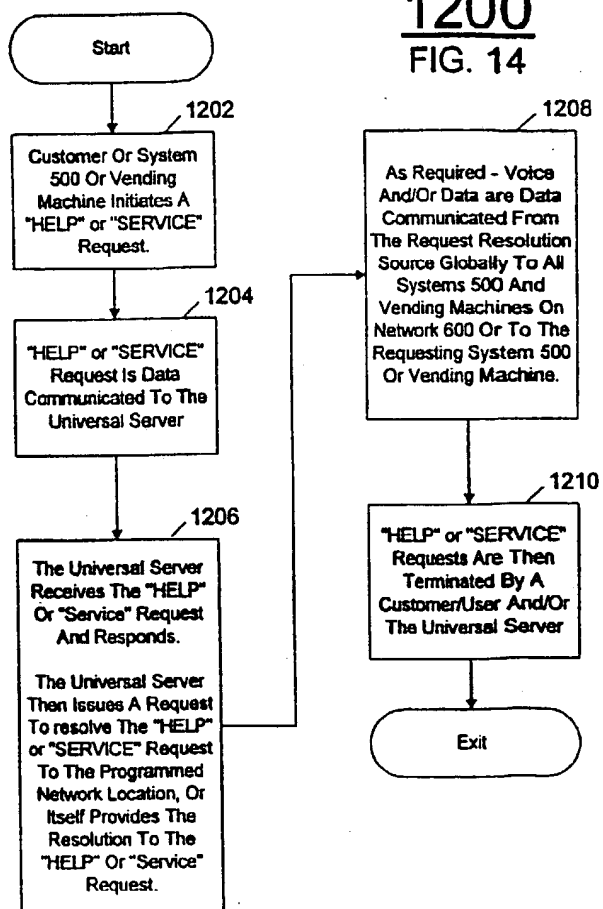 1200
FIG. 14
Start
1202
Customer Or System
500 Or Vending
Machine Initiates A
"HELP" or "SERVICE"
Request.
1204
"HELP" or "SERVICE"
Request Is Data
Communicated To The
Universal Server
1206
The Universal Server
Receives The "HELP"
Or "Service" Request
And Responds.
The Universal Server
Then Issues A Request
To resolve The "HELP"
or "SERVICE" Request
To The Programmed
Network Location, Or
Itself Provides The
Resolution To The
"HELP" Or "Service"
Request.
1208
As Required - Voice
And/Or Data are Data
Communicated From
The Request Resolution
Source Globally To All
Systems 500 And
Vending Machines On
Network 600 Or To The
Requesting System 500
Or Vending Machine.
1210
"HELP" or "SERVICE"
Requests Are Then
Terminated By A
Customer/User And/Or
The Universal Server
Exit